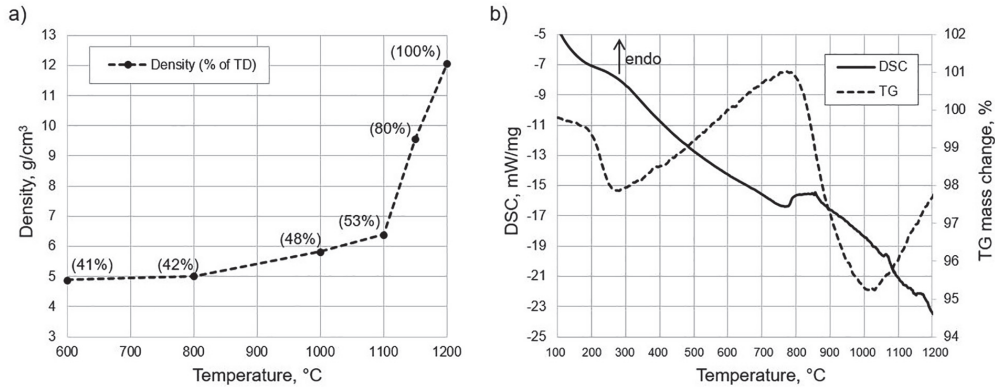 a)
13
12
11
10
9
8
7
6
5
4
3
Density, g/cm³
Density (% of TD)
(100%)
(80%)
(53%)
(48%)
(42%)
(41%)
600 700 800 900 1000 1100 1200
Temperature, °C
b)
-5
-7
-9
-11
-13
-15
-16
-19
-21
-23
-25
DSC, mW/mg
endo
DSC
TG
102
101
100
99
98
97
96
95
94
TG mass change, %
100 200 300 400 500 600 700 800 900 1000 1100 1200
Temperature, °C